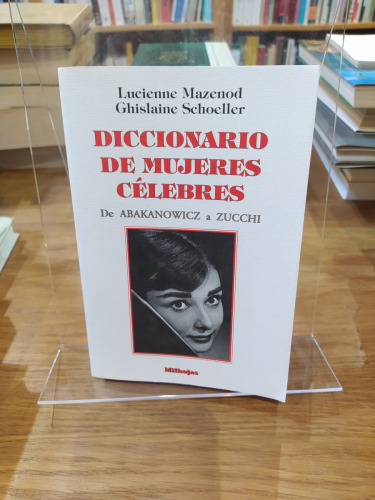 Lucienne Mazenod
Ghislaine Schoeller
DICCIONARIO
DE MUJERES
CÉLEBRES
De ABAKANOWICZ a ZUCCHI
Milhojas